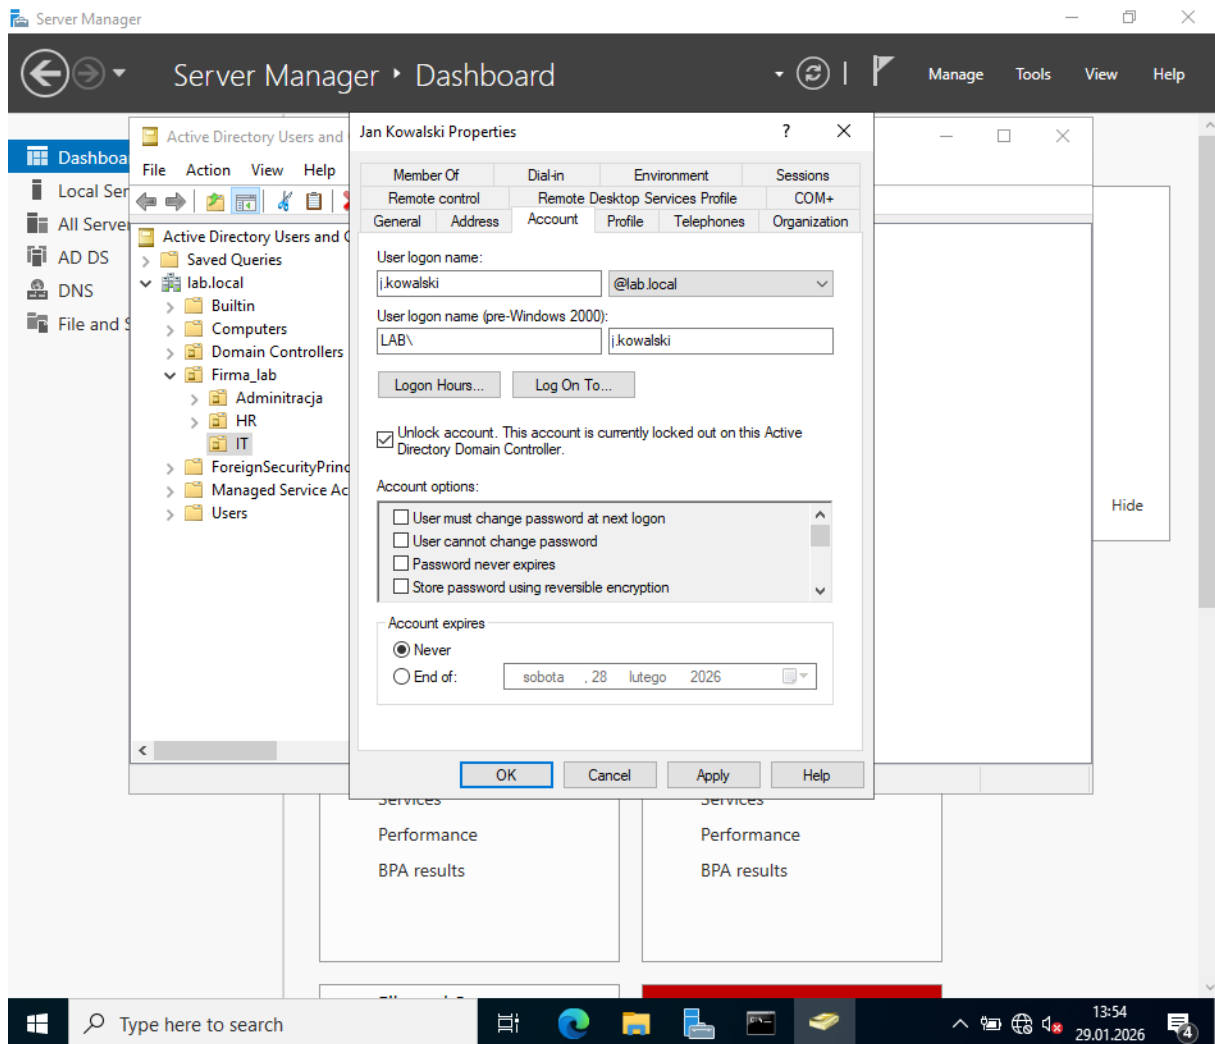 Server Manager
Server Manager • Dashboard
Manage Tools View Help
Dashboa
Local Ser
All Server
AD DS
DNS
File and S
Active Directory Users and
File Action View Help
Active Directory Users and C
Saved Queries
lab.local
Builtin
Computers
Domain Controllers
Firma_lab
Adminitracja
HR
IT
ForeignSecurityPrinc
Managed Service Ac
Users
Jan Kowalski Properties
?
Member Of Dial-in Environment Sessions
Remote control Remote Desktop Services Profile COM+
General Address Account Profile Telephones Organization
User logon name:
j.kowalski @lab.local
User logon name (pre-Windows 2000):
LAB\ j.kowalski
Logon Hours... Log On To...
Unlock account. This account is currently locked out on this Active
Directory Domain Controller.
Account options:
User must change password at next logon
User cannot change password
Password never expires
Store password using reversible encryption
Account expires
Never
End of: sobota , 28 lutego 2026
OK Cancel Apply Help
Hide
Services
Performance
BPA results
Services
Performance
BPA results
Type here to search
13:54
29.01.2026
4